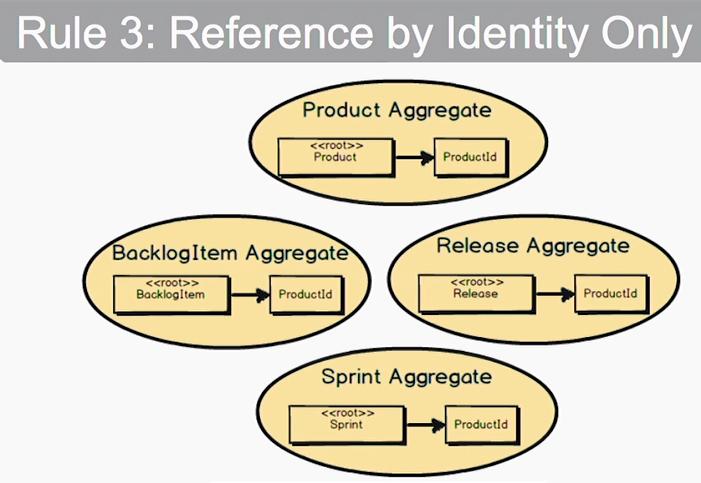 Rule 3: Reference by Identity Only
Product Aggregate
<<root>>
Product
ProductId
BacklogItem Aggregate
<<root>>
BacklogItem
ProductId
Release Aggregate
<<root>>
Release
ProductId
Sprint Aggregate
<<root>>
Sprint
ProductId